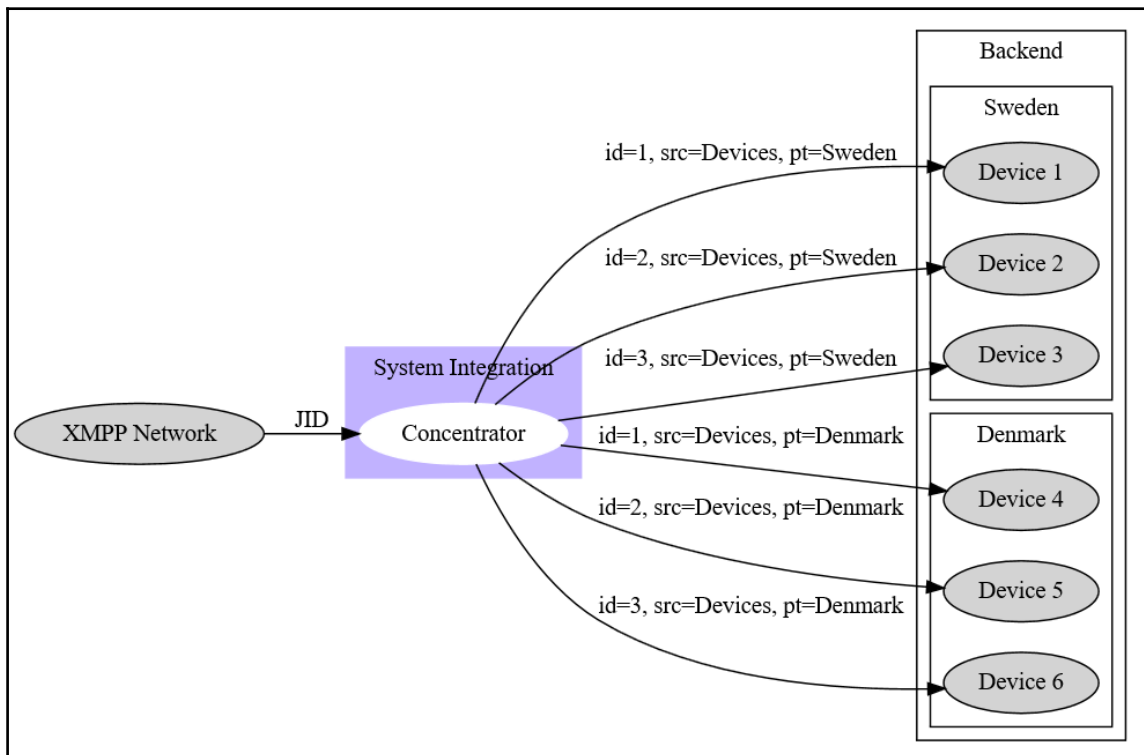 Backend
Sweden
id=1, src=Devices, pt=Sweden
Device 1
id=2, src=Devices, pt=Sweden
Device 2
id=3, src=Devices, pt=Sweden
Device 3
System Integration
XMPP Network
JID
Concentrator
Denmark
id=1, src=Devices, pt=Denmark
Device 4
id=2, src=Devices, pt=Denmark
Device 5
id=3, src=Devices, pt=Denmark
Device 6